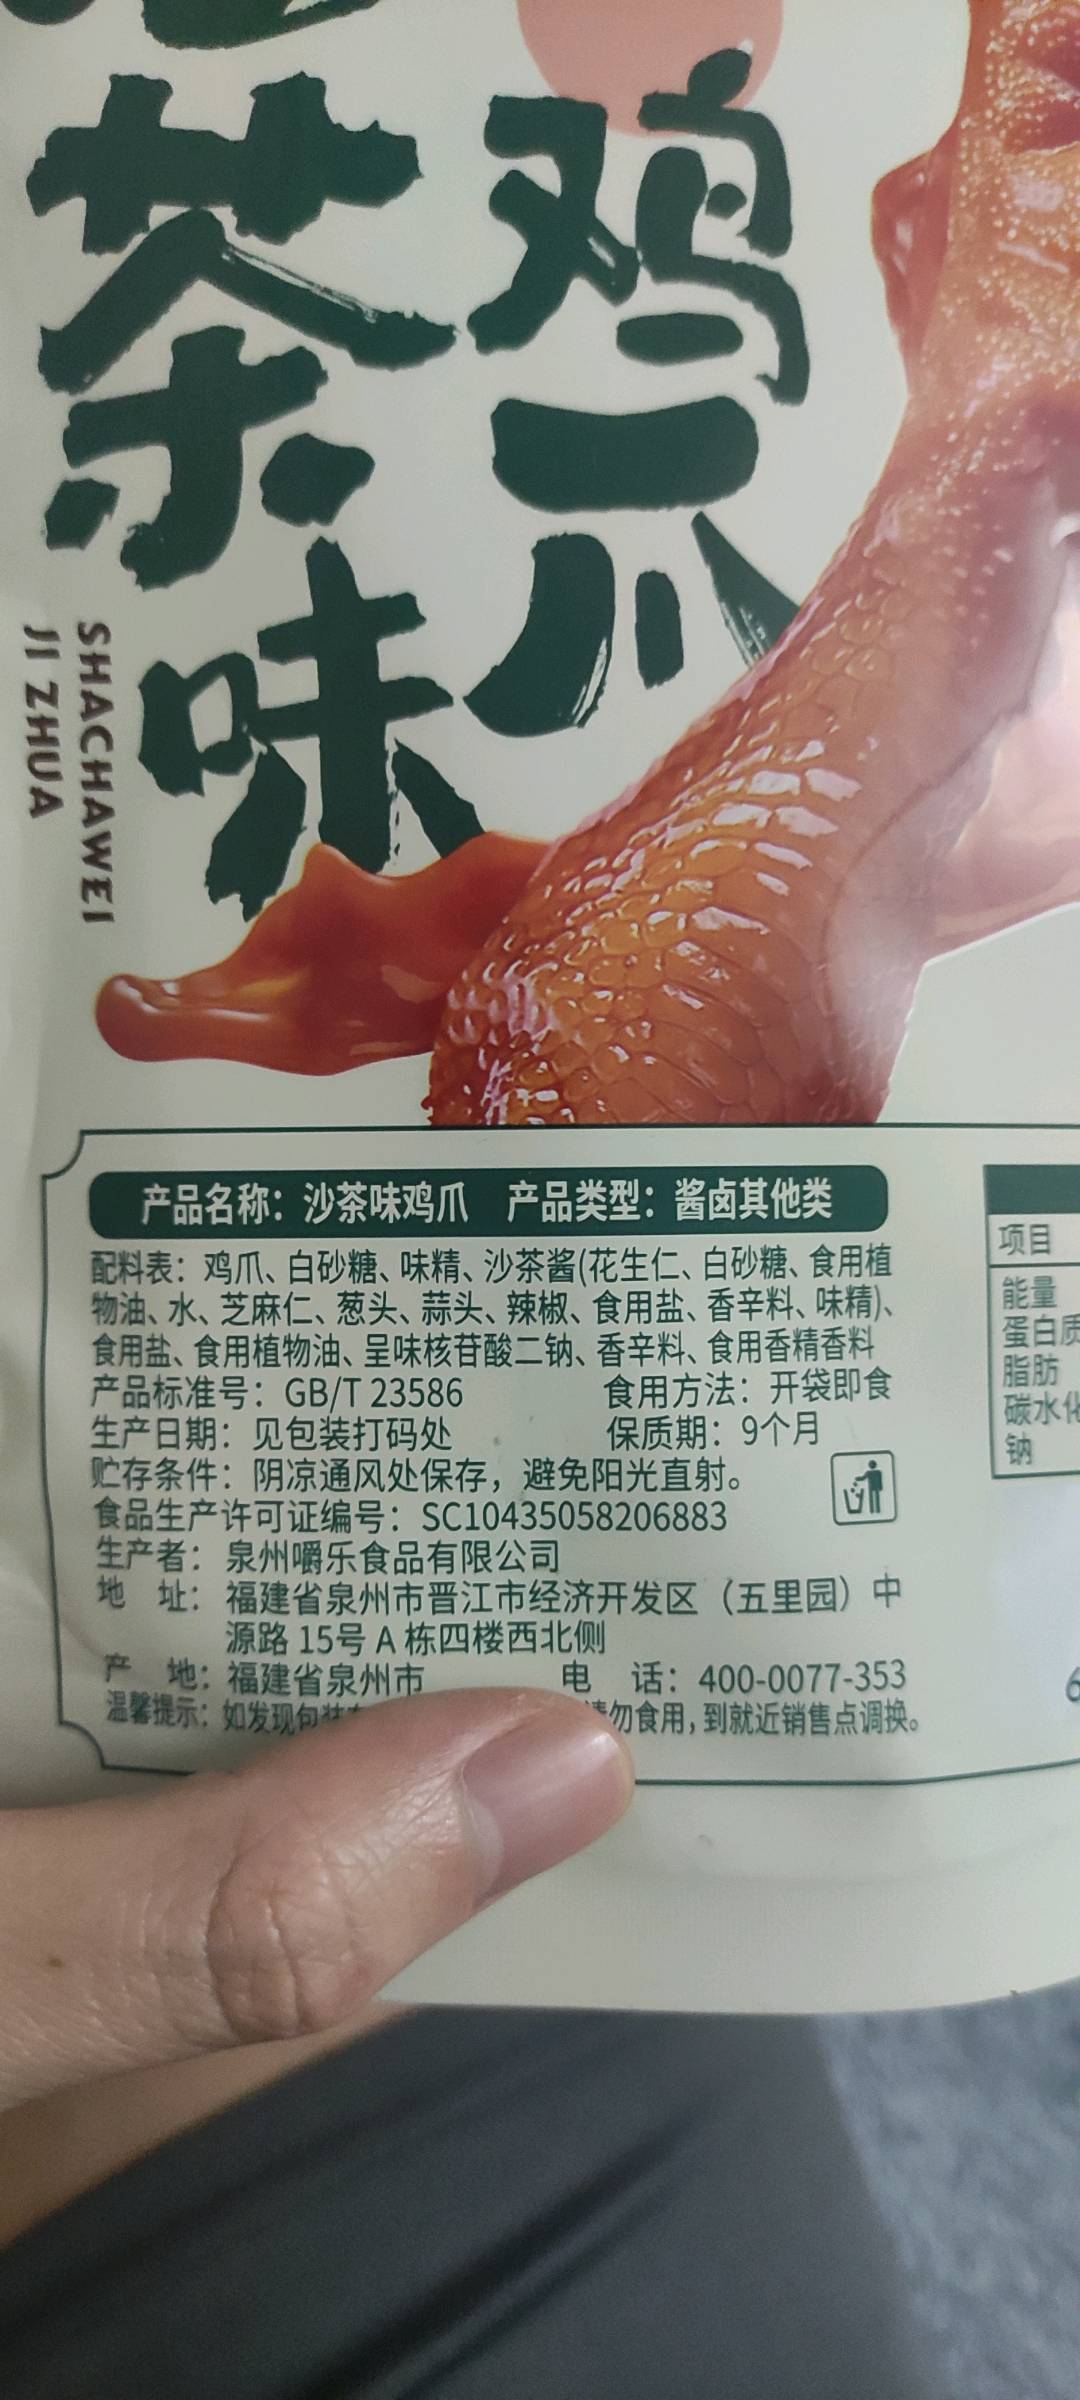 茶味
鸡爪
SHACHAWEI
JI ZHUA
产品名称：沙茶味鸡爪 产品类型：酱卤其他类
配料表：鸡爪、白砂糖、味精、沙茶酱(花生仁、白砂糖、食用植
物油、水、芝麻仁、葱头、蒜头、辣椒、食用盐、香辛料、味精)、
食用盐、食用植物油、呈味核苷酸二钠、香辛料、食用香精香料
产品标准号：GB/T 23586 食用方法：开袋即食
生产日期：见包装打码处 保质期：9个月
贮存条件：阴凉通风处保存，避免阳光直射。
食品生产许可证编号：SC10435058206883
生产者：泉州嚼乐食品有限公司
地 址：福建省泉州市晋江市经济开发区（五里园）中
源路 15号 A 栋四楼西北侧
产 地：福建省泉州市 电 话：400-0077-353
温馨提示：如发现包装 勿食用，到就近销售点调换。
项目
能量
蛋白质
脂肪
碳水化
钠
6